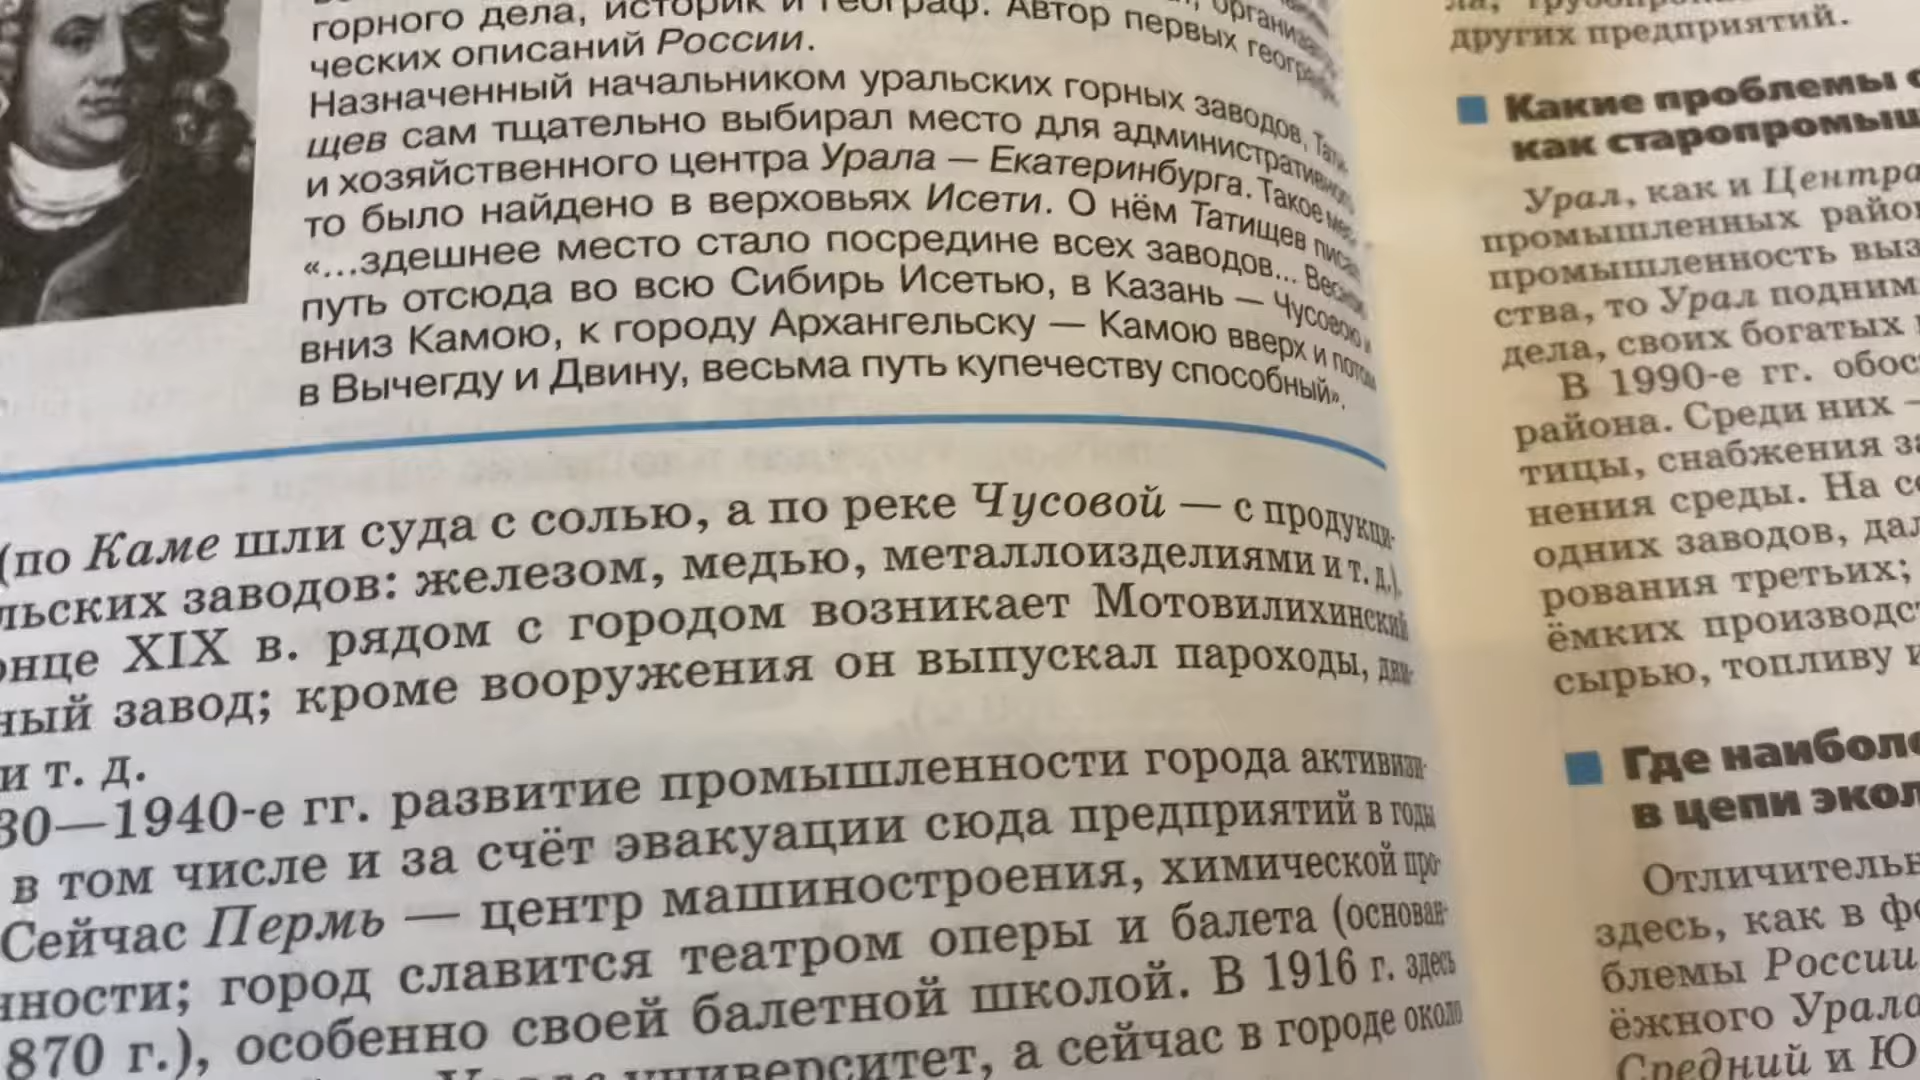 горного дела, историк и географ. Автор первых
ческих описаний России.
Назначенный начальником уральских горных заводов, Тати-
щев сам тщательно выбирал место для административного
и хозяйственного центра Урала — Екатеринбурга. Такое мес-
то было найдено в верховьях Исети. О нём Татищев писал
«...здешнее место стало посредине всех заводов...
путь отсюда во всю Сибирь Исетью, в Казань — Чусовою и
вниз Камою, к городу Архангельску — Камою вверх и потом
в Вычегду и Двину, весьма путь купечеству способный».
(по Каме шли суда с солью, а по реке Чусовой — с продукци-
льских заводов: железом, медью, металлоизделиями и т. д.),
онце XIX в. рядом с городом возникает Мотовилихинский
ный завод; кроме вооружения он выпускал пароходы, дви-
и т. д.
30—1940-е гг. развитие промышленности города активизи-
в том числе и за счёт эвакуации сюда предприятий в годы
Сейчас Пермь — центр машиностроения, химической про-
нности; город славится театром оперы и балета (основан-
870 г.), особенно своей балетной школой. В 1916 г. здесь
университет, а сейчас в городе около
других предприятий.
Какие проблемы
как старопромыш
Урал, как и Центра
промышленных район
промышленность выз
ства, то Урал подним
дела, своих богатых
В 1990-е гг. обос
района. Среди них —
тицы, снабжения за
нения среды. На се
одних заводов, дал
рования третьих;
ёмких производст
сырью, топливу и
Где наиболе
в цепи экол
Отличительн
здесь, как в фо
блемы России
ёжного Урала
Средний и Ю